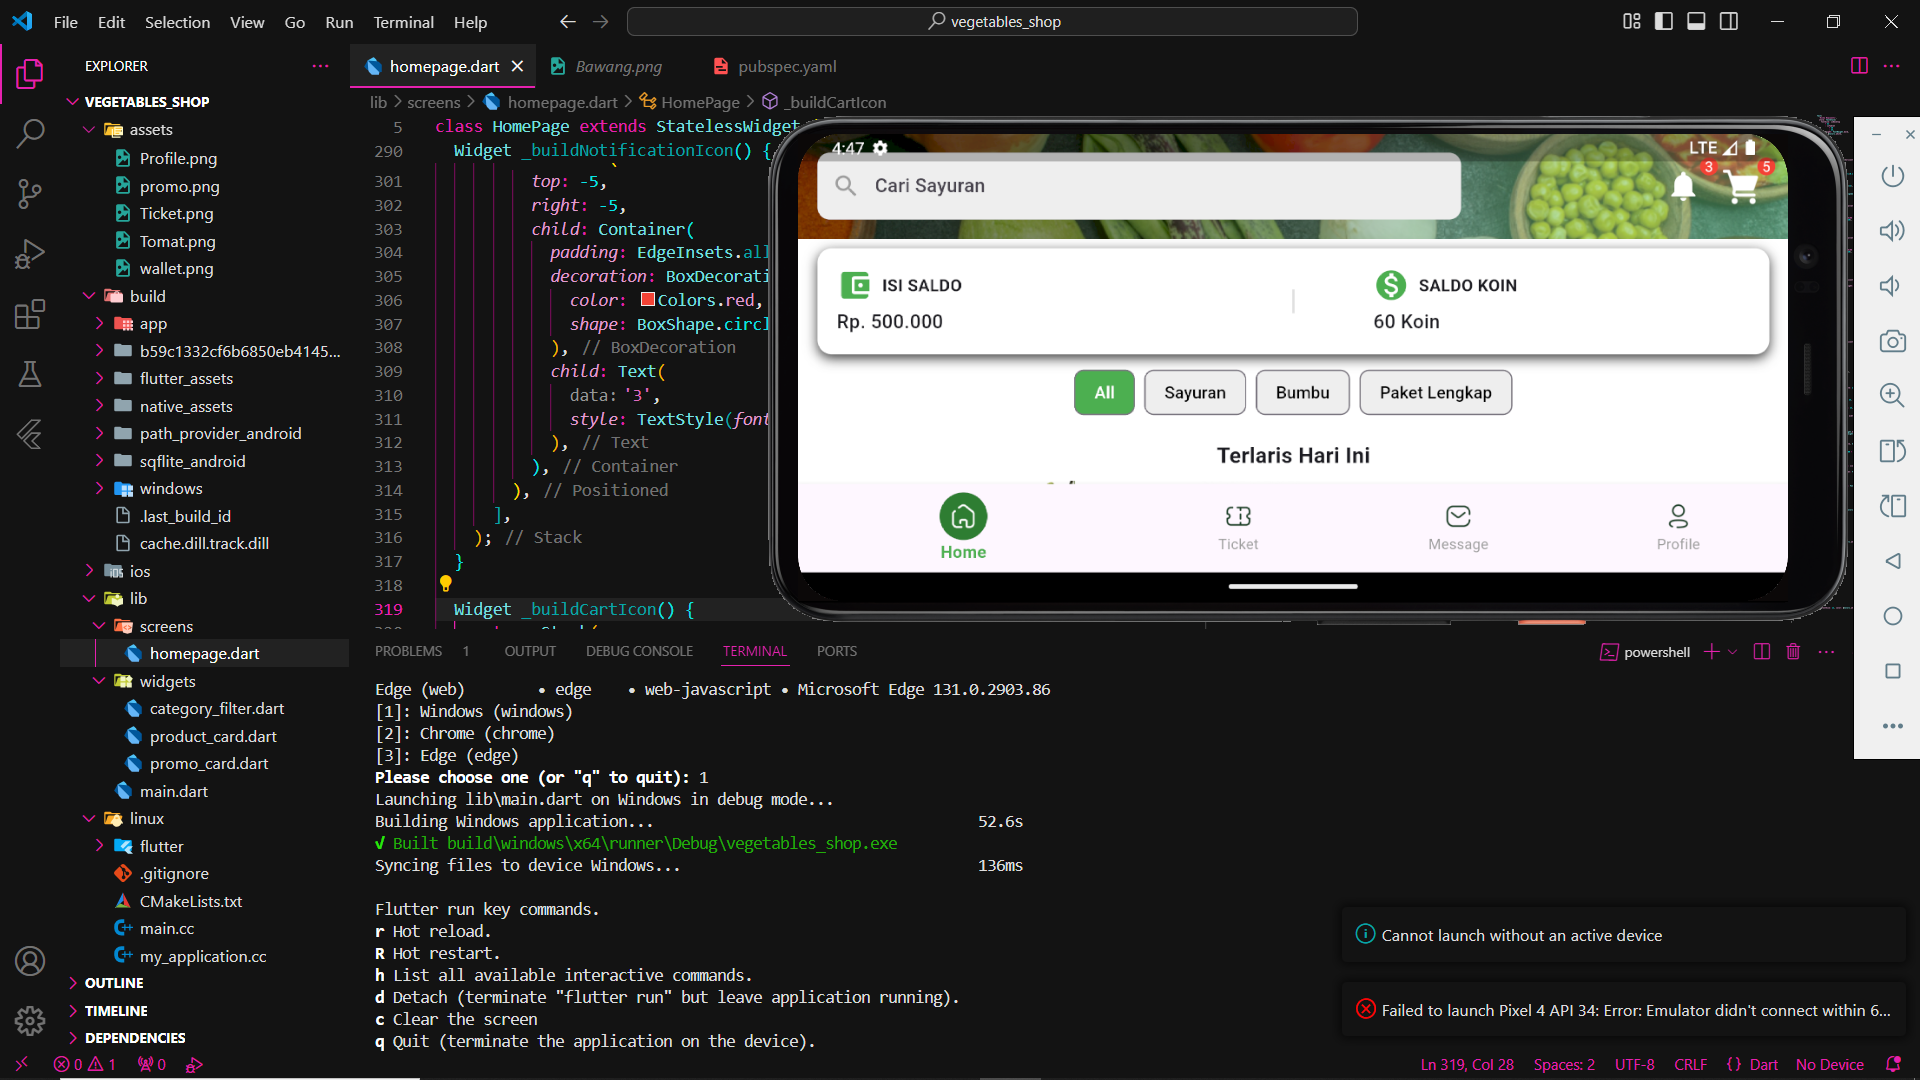 File Edit Selection View Go Run Terminal Help
vegetables_shop
EXPLORER
VEGETABLES_SHOP
assets
Profile.png
promo.png
Ticket.png
Tomat.png
wallet.png
build
app
b59c1332cf6b6850eb4145...
flutter_assets
native_assets
path_provider_android
sqflite_android
windows
.last_build_id
cache.dill.track.dill
ios
lib
screens
homepage.dart
widgets
category_filter.dart
product_card.dart
promo_card.dart
main.dart
linux
flutter
.gitignore
CMakeLists.txt
main.cc
my_application.cc
OUTLINE
TIMELINE
DEPENDENCIES
homepage.dart Bawang.png pubspec.yaml
lib > screens > homepage.dart > HomePage > _buildCartIcon
5 class HomePage extends StatelessWidget
290 Widget _buildNotificationIcon() {
301 top: -5,
302 right: -5,
303 child: Container(
304 padding: EdgeInsets.all
305 decoration: BoxDecorati
306 color: Colors.red,
307 shape: BoxShape.circl
308 ), // BoxDecoration
309 child: Text(
310 data: '3',
311 style: TextStyle(font
312 ), // Text
313 ), // Container
314 ), // Positioned
315 ],
316 ); // Stack
317 }
318
319 Widget _buildCartIcon() {
4:47 LTE
Cari Sayuran
3 5
ISI SALDO
Rp. 500.000
SALDO KOIN
60 Koin
All Sayuran Bumbu Paket Lengkap
Terlaris Hari Ini
Home Ticket Message Profile
PROBLEMS 1 OUTPUT DEBUG CONSOLE TERMINAL PORTS
powershell
Edge (web) • edge • web-javascript • Microsoft Edge 131.0.2903.86
[1]: Windows (windows)
[2]: Chrome (chrome)
[3]: Edge (edge)
Please choose one (or "q" to quit): 1
Launching lib\main.dart on Windows in debug mode...
Building Windows application... 52.6s
√ Built build\windows\x64\runner\Debug\vegetables_shop.exe
Syncing files to device Windows... 136ms
Flutter run key commands.
r Hot reload.
R Hot restart.
h List all available interactive commands.
d Detach (terminate "flutter run" but leave application running).
c Clear the screen
q Quit (terminate the application on the device).
Cannot launch without an active device
Failed to launch Pixel 4 API 34: Error: Emulator didn't connect within 6...
0 1 0
Ln 319, Col 28 Spaces: 2 UTF-8 CRLF {} Dart No Device